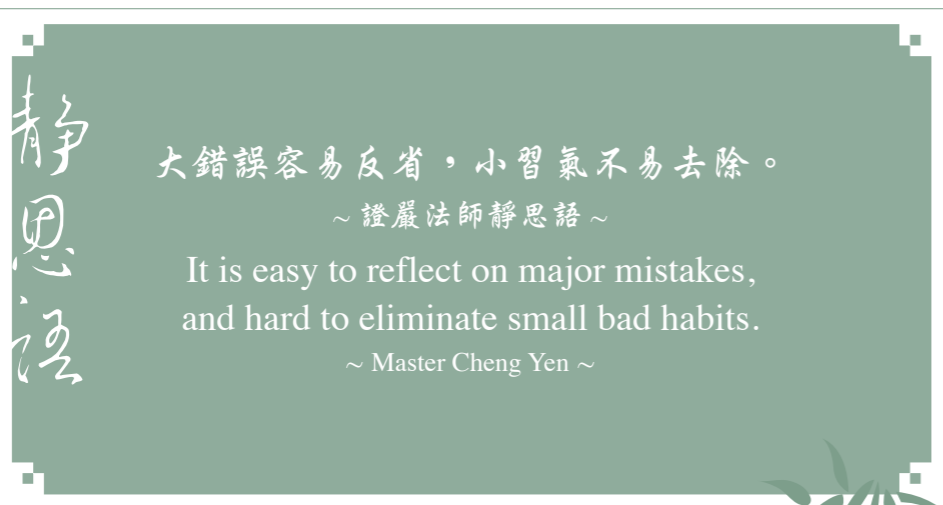 靜思語
大錯誤容易反省，小習氣不易去除。
~ 證嚴法師靜思語 ~
It is easy to reflect on major mistakes,
and hard to eliminate small bad habits.
~ Master Cheng Yen ~